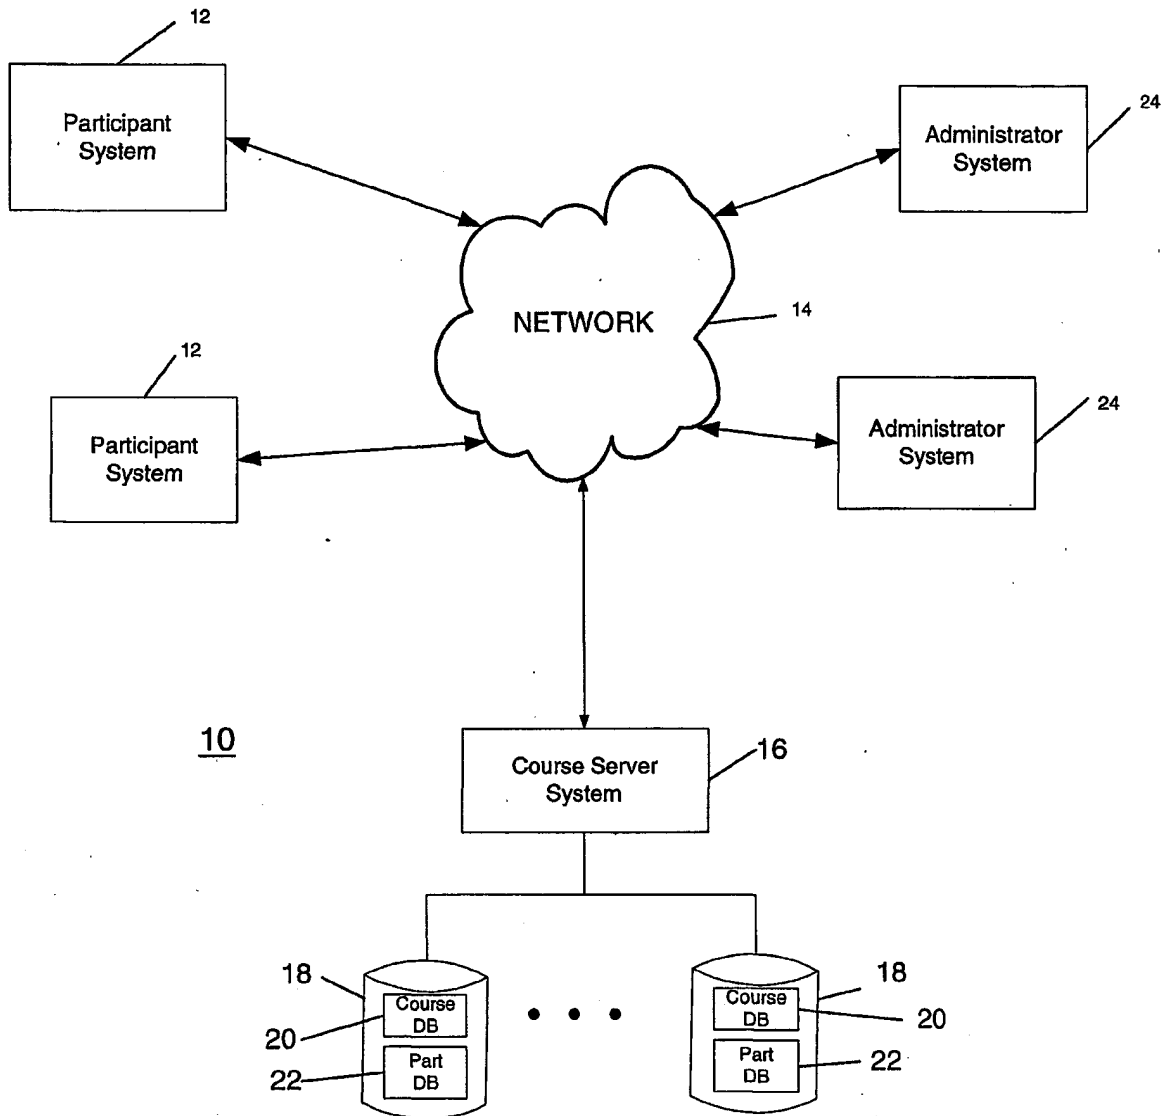 12
Participant
System
24
Administrator
System
NETWORK
14
12
Participant
System
24
Administrator
System
10
Course Server
System
16
18
Course
DB
20
Part
DB
22
18
Course
DB
20
Part
DB
22